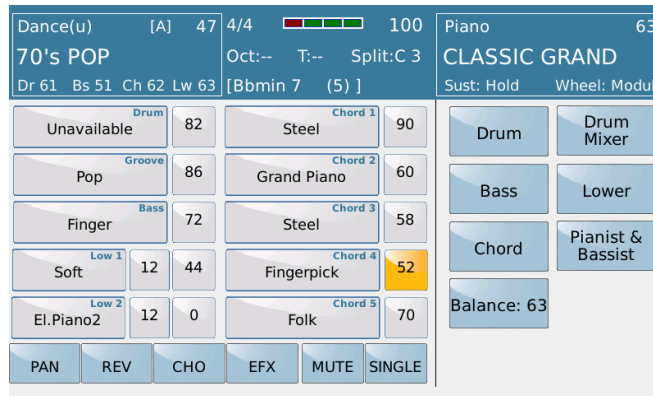 Dance(u) [A] 47
70's POP
Dr 61 Bs 51 Ch 62 Lw 63
4/4 100
Oct:-- T:-- Split:C 3
[Bbmin 7 (5) ]
Piano 63
CLASSIC GRAND
Sust: Hold Wheel: Modul
Drum
Unavailable 82
Groove
Pop 86
Bass
Finger 72
Low 1
Soft 12 44
Low 2
El.Piano2 12 0
Chord 1
Steel 90
Chord 2
Grand Piano 60
Chord 3
Steel 58
Chord 4
Fingerpick 52
Chord 5
Folk 70
PAN REV CHO EFX MUTE SINGLE
Drum
Drum
Mixer
Bass
Lower
Chord
Pianist &
Bassist
Balance: 63